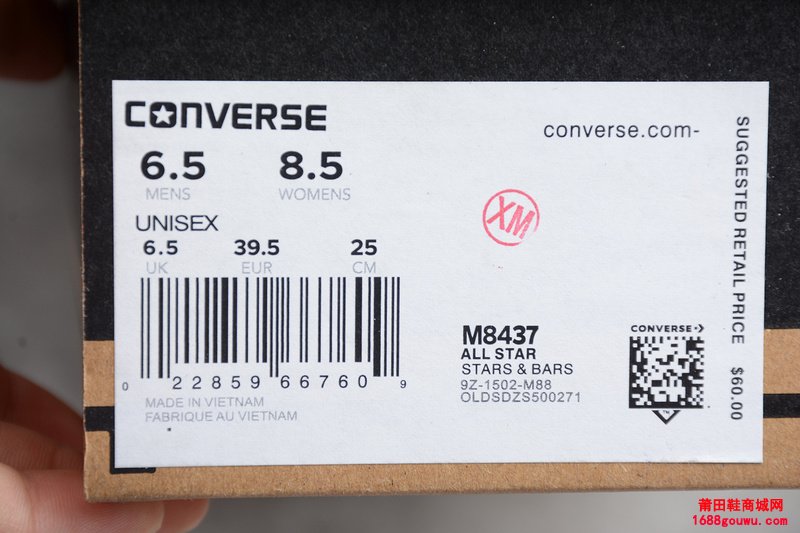 CONVERSE
converse.com-
6.5 8.5
MENS WOMENS
UNISEX
6.5 39.5 25
UK EUR CM
XM
0 22859 66760 9
MADE IN VIETNAM
FABRIQUE AU VIETNAM
M8437
ALL STAR
STARS & BARS
9Z-1502-M88
OLDSDZS500271
CONVERSE
TM
SUGGESTED RETAIL PRICE $60.00
莆田鞋商城网
1688gouwu.com